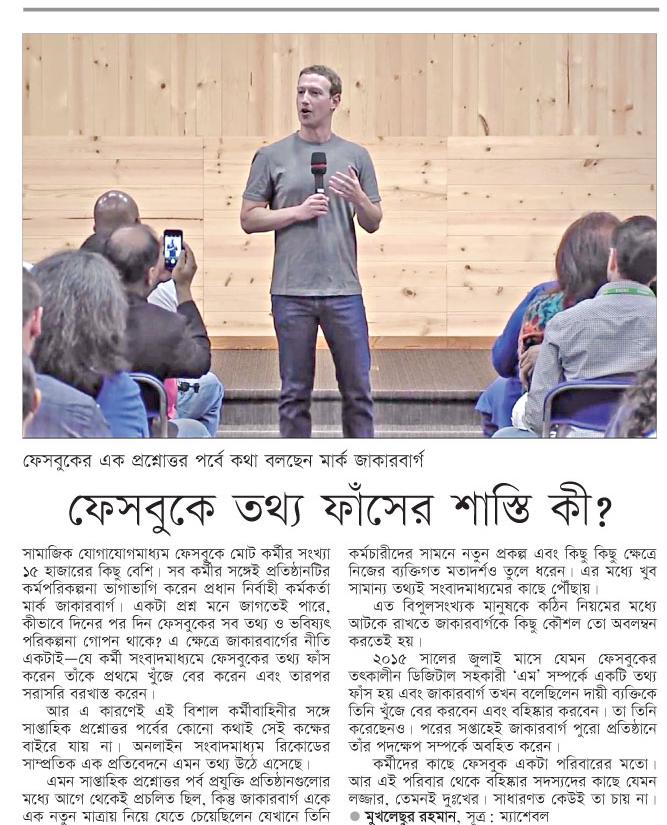 ফেসবুকের এক প্রশ্নোত্তর পর্বে কথা বলছেন মার্ক জাকারবার্গ
ফেসবুকে তথ্য ফাঁসের শাস্তি কী?
সামাজিক যোগাযোগমাধ্যম ফেসবুকে মোট কর্মীর সংখ্যা
১৫ হাজারের কিছু বেশি। সব কর্মীর সঙ্গেই প্রতিষ্ঠানটির
কর্মপরিকল্পনা ভাগাভাগি করেন প্রধান নির্বাহী কর্মকর্তা
মার্ক জাকারবার্গ। একটা প্রশ্ন মনে জাগতেই পারে,
কীভাবে দিনের পর দিন ফেসবুকের সব তথ্য ও ভবিষ্যৎ
পরিকল্পনা গোপন থাকে? এ ক্ষেত্রে জাকারবার্গের নীতি
একটাই—যে কর্মী সংবাদমাধ্যমে ফেসবুকের তথ্য ফাঁস
করেন তাঁকে প্রথমে খুঁজে বের করেন এবং তারপর
সরাসরি বরখাস্ত করেন।
আর এ কারণেই এই বিশাল কর্মীবাহিনীর সঙ্গে
সাপ্তাহিক প্রশ্নোত্তর পর্বের কোনো কথাই সেই কক্ষের
বাইরে যায় না। অনলাইন সংবাদমাধ্যম রিকোডের
সাম্প্রতিক এক প্রতিবেদনে এমন তথ্য উঠে এসেছে।
এমন সাপ্তাহিক প্রশ্নোত্তর পর্ব প্রযুক্তি প্রতিষ্ঠানগুলোর
মধ্যে আগে থেকেই প্রচলিত ছিল, কিন্তু জাকারবার্গ একে
এক নতুন মাত্রায় নিয়ে যেতে চেয়েছিলেন যেখানে তিনি
কর্মচারীদের সামনে নতুন প্রকল্প এবং কিছু কিছু ক্ষেত্রে
নিজের ব্যক্তিগত মতাদর্শও তুলে ধরেন। এর মধ্যে খুব
সামান্য তথ্যই সংবাদমাধ্যমের কাছে পৌঁছায়।
এত বিপুলসংখ্যক মানুষকে কঠিন নিয়মের মধ্যে
আটকে রাখতে জাকারবার্গকে কিছু কৌশল তো অবলম্বন
করতেই হয়।
২০১৫ সালের জুলাই মাসে যেমন ফেসবুকের
তৎকালীন ডিজিটাল সহকারী ‘এম’ সম্পর্কে একটি তথ্য
ফাঁস হয় এবং জাকারবার্গ তখন বলেছিলেন দায়ী ব্যক্তিকে
তিনি খুঁজে বের করবেন এবং বহিষ্কার করবেন। তা তিনি
করেছেনও। পরের সপ্তাহেই জাকারবার্গ পুরো প্রতিষ্ঠানে
তাঁর পদক্ষেপ সম্পর্কে অবহিত করেন।
কর্মীদের কাছে ফেসবুক একটা পরিবারের মতো।
আর এই পরিবার থেকে বহিষ্কার সদস্যদের কাছে যেমন
লজ্জার, তেমনই দুঃখের। সাধারণত কেউই তা চায় না।
● মুখলেছুর রহমান, সূত্র : ম্যাশেবল